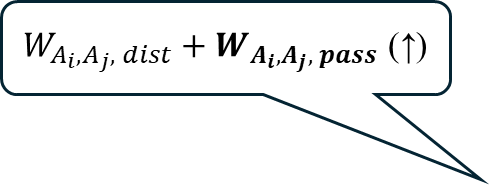 W_{A_i,A_j, dist} + W_{A_i,A_j, pass} (↑)